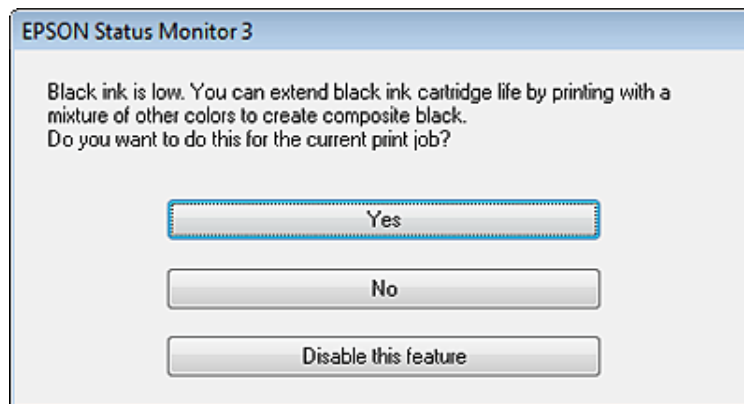 EPSON Status Monitor 3
Black ink is low. You can extend black ink cartridge life by printing with a
mixture of other colors to create composite black.
Do you want to do this for the current print job?
Yes
No
Disable this feature